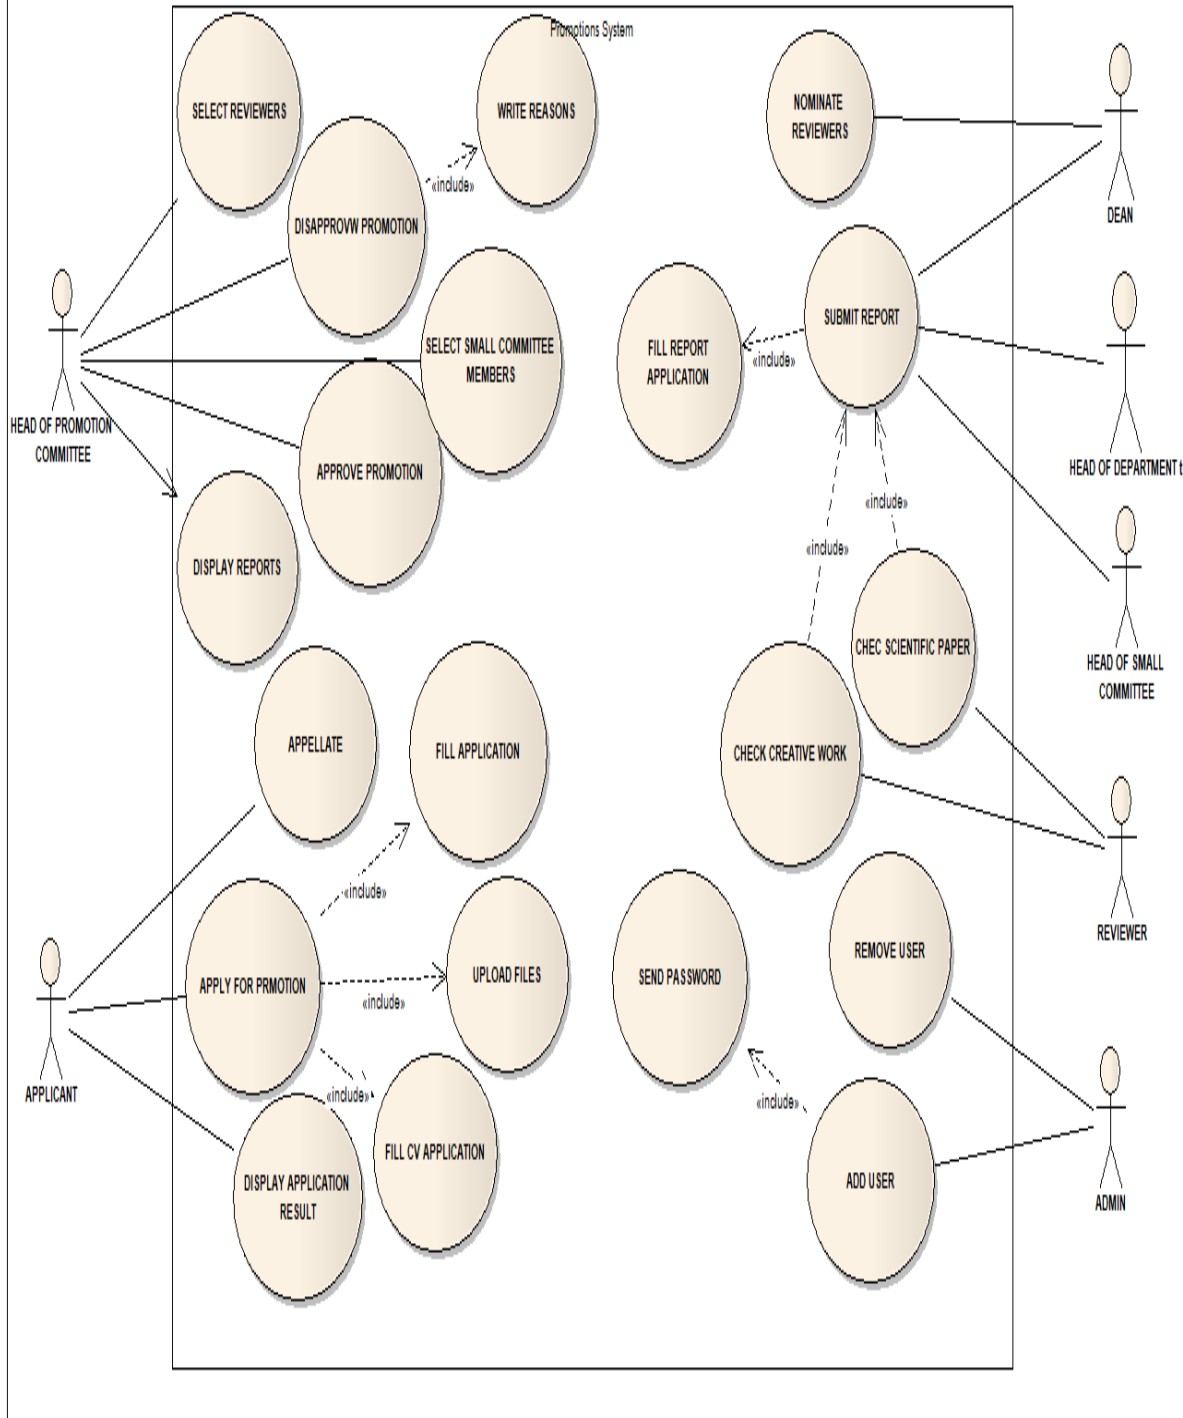 Promotions System
SELECT REVIEWERS
WRITE REASONS
NOMINATE
REVIEWERS
«include»
DISAPPROVW PROMOTION
DEAN
HEAD OF PROMOTION
COMMITTEE
SELECT SMALL COMMITTEE
MEMBERS
FILL REPORT
APPLICATION
«include»
SUBMIT REPORT
HEAD OF DEPARTMENT t
APPROVE PROMOTION
DISPLAY REPORTS
«include»
«include»
CHEC SCIENTIFIC PAPER
HEAD OF SMALL
COMMITTEE
APPELLATE
FILL APPLICATION
CHECK CREATIVE WORK
«include»
REVIEWER
APPLY FOR PRMOTION
«include»
UPLOAD FILES
SEND PASSWORD
REMOVE USER
APPLICANT
«include»
FILL CV APPLICATION
«include»
ADD USER
ADMIN
DISPLAY APPLICATION
RESULT